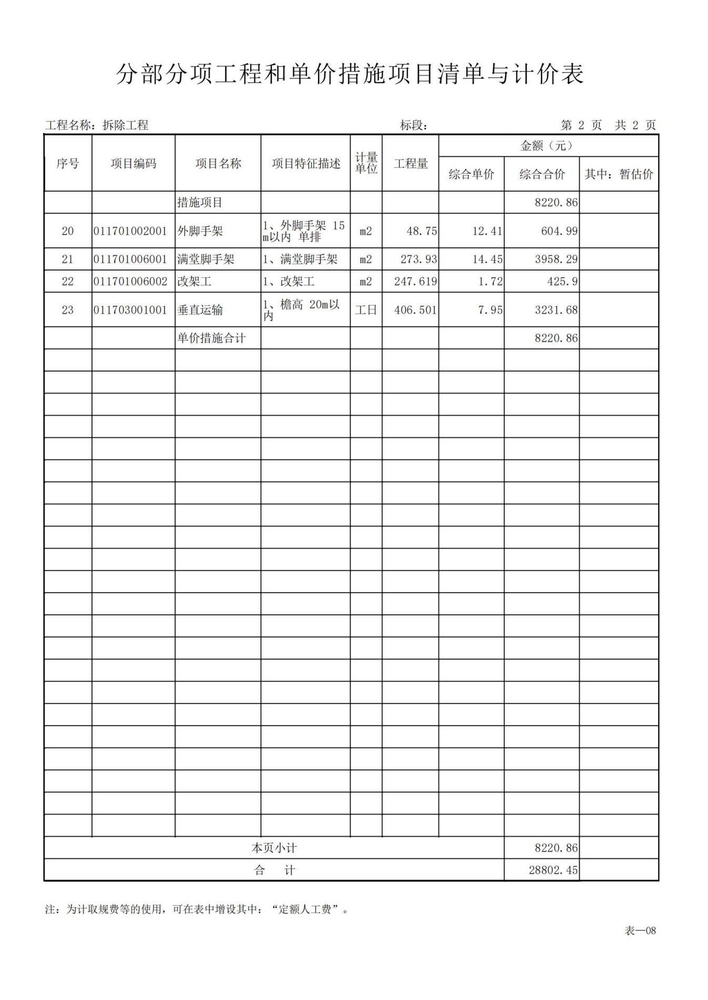 分部分项工程和单价措施项目清单与计价表
工程名称：拆除工程 标段： 第 2 页 共 2 页
序号 项目编码 项目名称 项目特征描述 计量单位 工程量 金额（元）
综合单价 综合合价 其中：暂估价
措施项目 8220.86
20 011701002001 外脚手架 1、外脚手架 15m以内 单排 m2 48.75 12.41 604.99
21 011701006001 满堂脚手架 1、满堂脚手架 m2 273.93 14.45 3958.29
22 011701006002 改架工 1、改架工 m2 247.619 1.72 425.9
23 011703001001 垂直运输 1、檐高 20m以内 工日 406.501 7.95 3231.68
单价措施合计 8220.86
本页小计 8220.86
合 计 28802.45
注：为计取规费等的使用，可在表中增设其中：“定额人工费”。
表—08